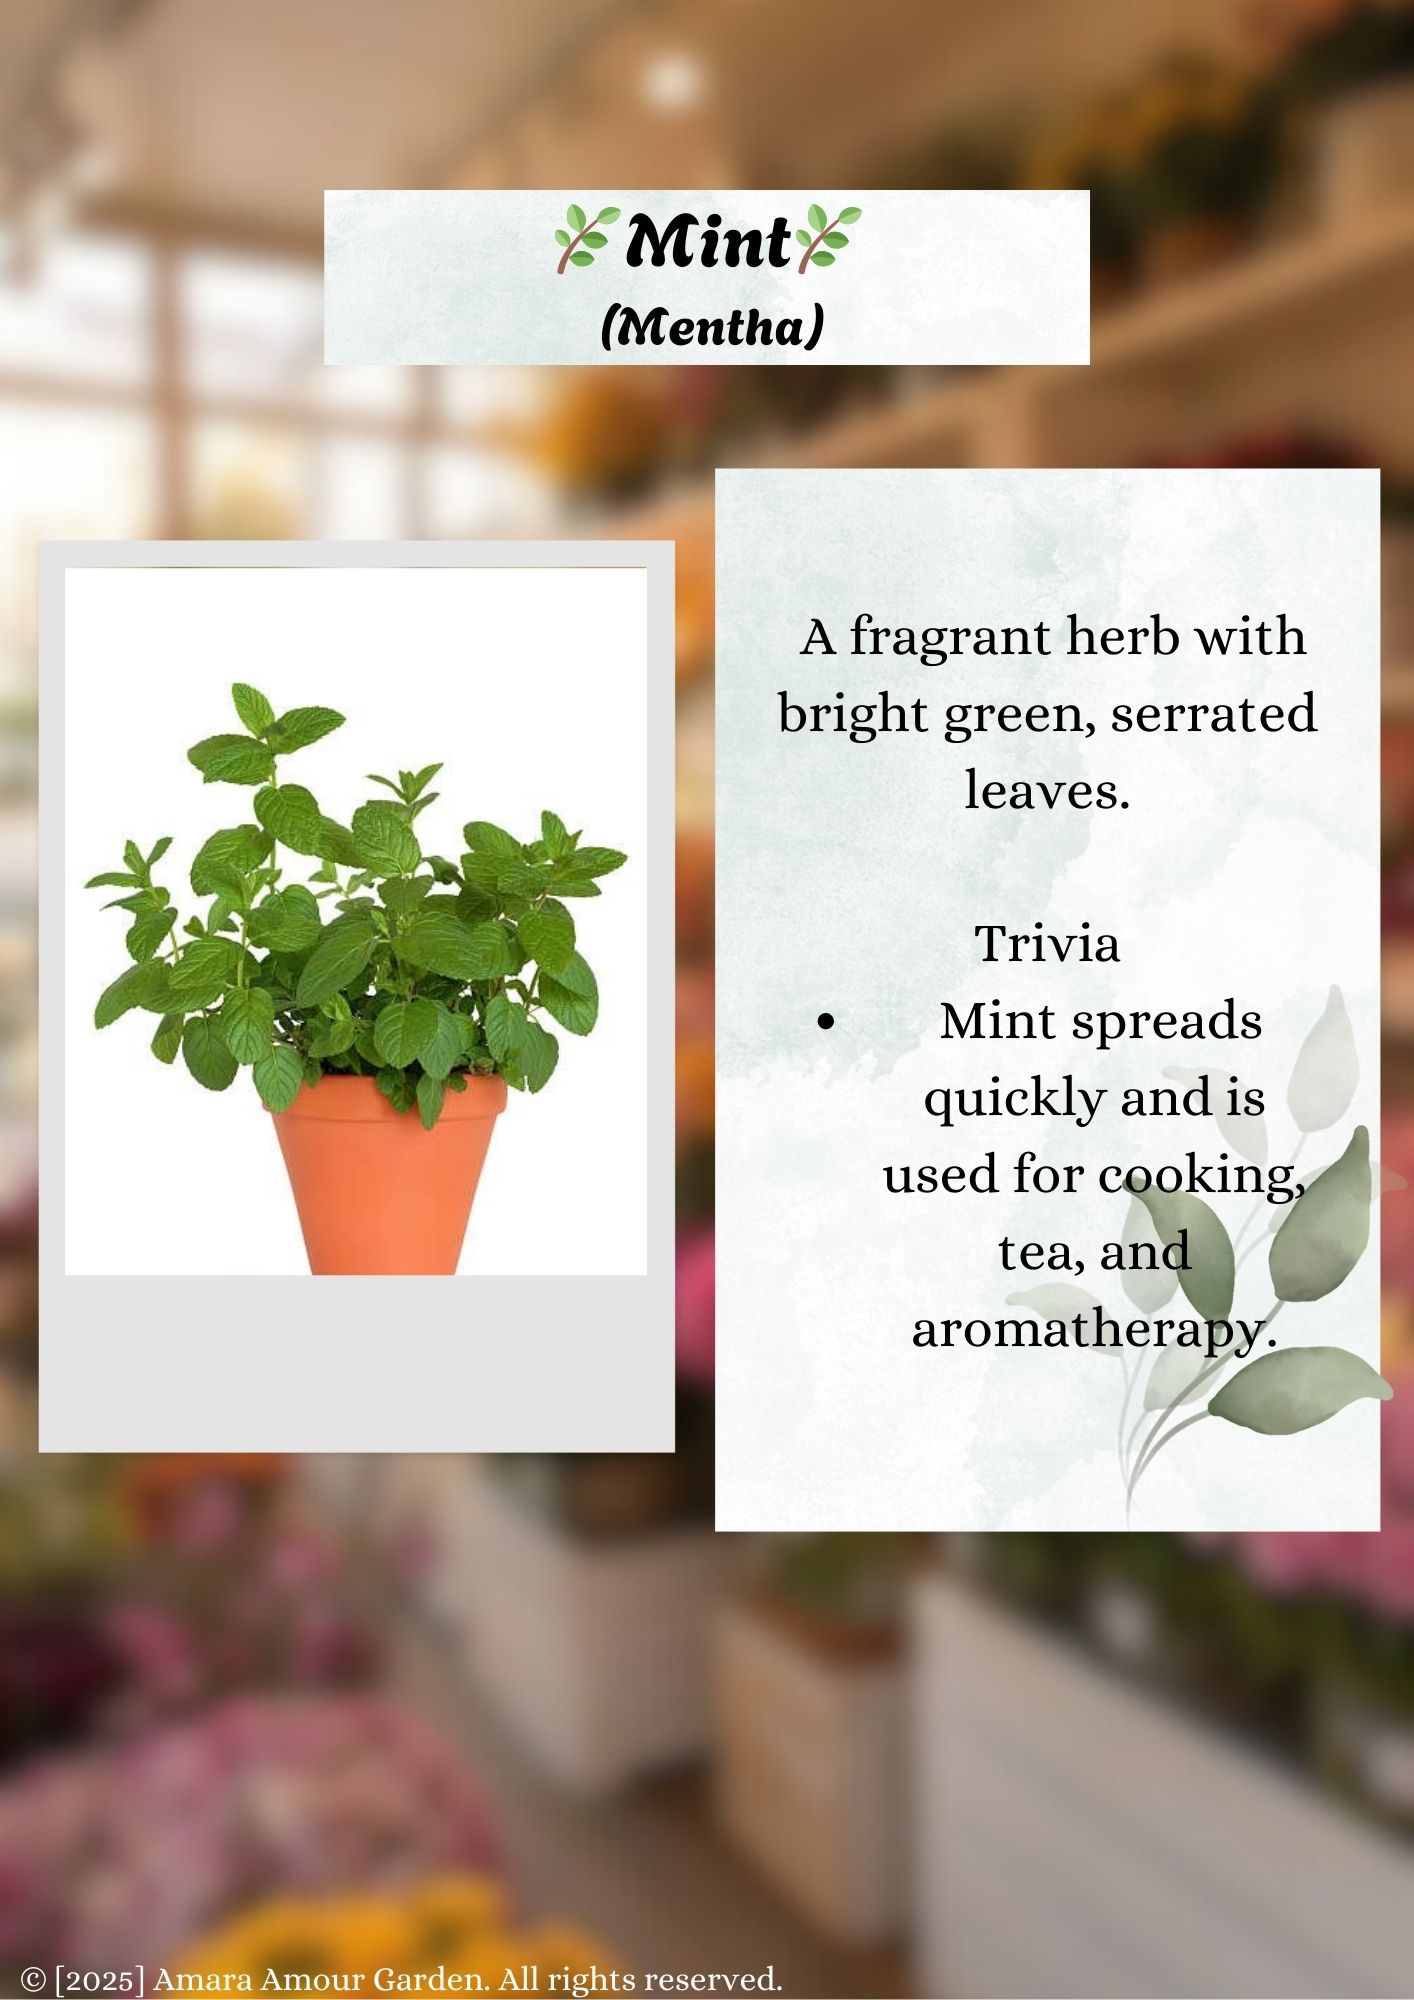 🌿Mint🌿
(Mentha)
A fragrant herb with
bright green, serrated
leaves.
Trivia
• Mint spreads
quickly and is
used for cooking,
tea, and
aromatherapy.
© [2025] Amara Amour Garden. All rights reserved.